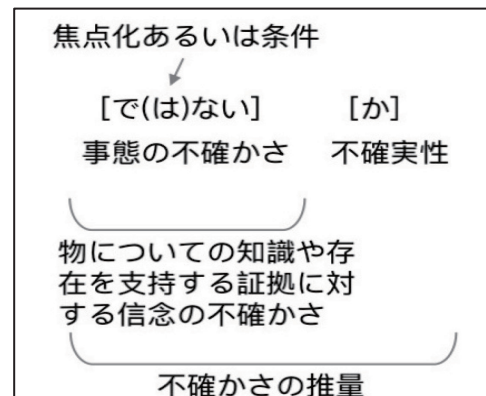 焦点化あるいは条件
[で(は)ない] [か]
事態の不確かさ 不確実性
物についての知識や存
在を支持する証拠に対
する信念の不確かさ
不確かさの推量